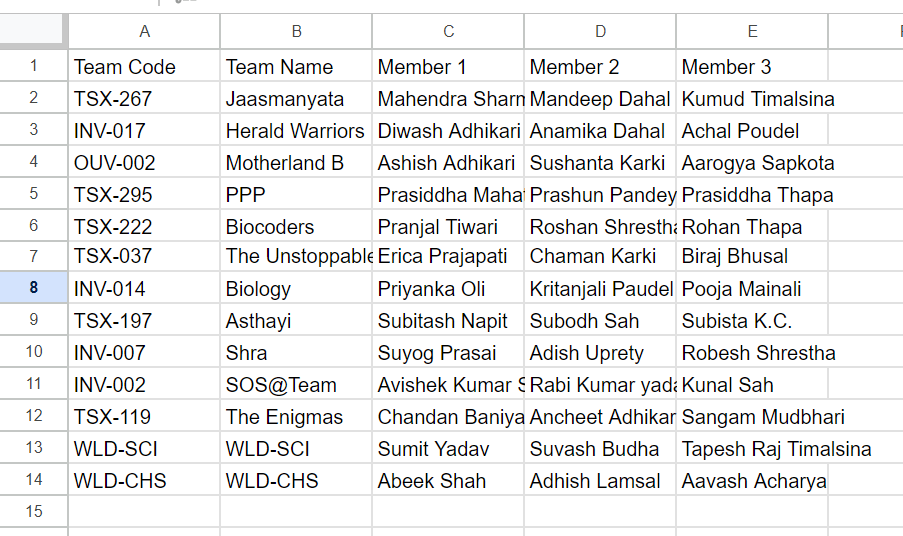 A B C D E
1 Team Code Team Name Member 1 Member 2 Member 3
2 TSX-267 Jaasmanyata Mahendra Mandeep Dahal Kumud Timalsina
3 INV-017 Herald Warriors Diwash Adhikari Anamika Dahal Achal Poudel
4 OUV-002 Motherland B Ashish Adhikari Sushanta Karki Aarogya Sapkota
5 TSX-295 PPP Prasiddha Prashun Pandey Prasiddha Thapa
6 TSX-222 Biocoders Pranjal Tiwari Roshan Rohan Thapa
7 TSX-037 The Unstoppable Erica Prajapati Chaman Karki Biraj Bhusal
8 INV-014 Biology Priyanka Oli Kritanjali Paudel Pooja Mainali
9 TSX-197 Asthayi Subitash Napit Subodh Sah Subista K.C.
10 INV-007 Shra Suyog Prasai Adish Uprety Robesh Shrestha
11 INV-002 SOS@Team Avishek Kumar Rabi Kumar Kunal Sah
12 TSX-119 The Enigmas Chandan Baniya Ancheet Sangam Mudbhari
13 WLD-SCI WLD-SCI Sumit Yadav Suvash Budha Tapesh Raj Timalsina
14 WLD-CHS WLD-CHS Abeek Shah Adhish Lamsal Aavash Acharya
15